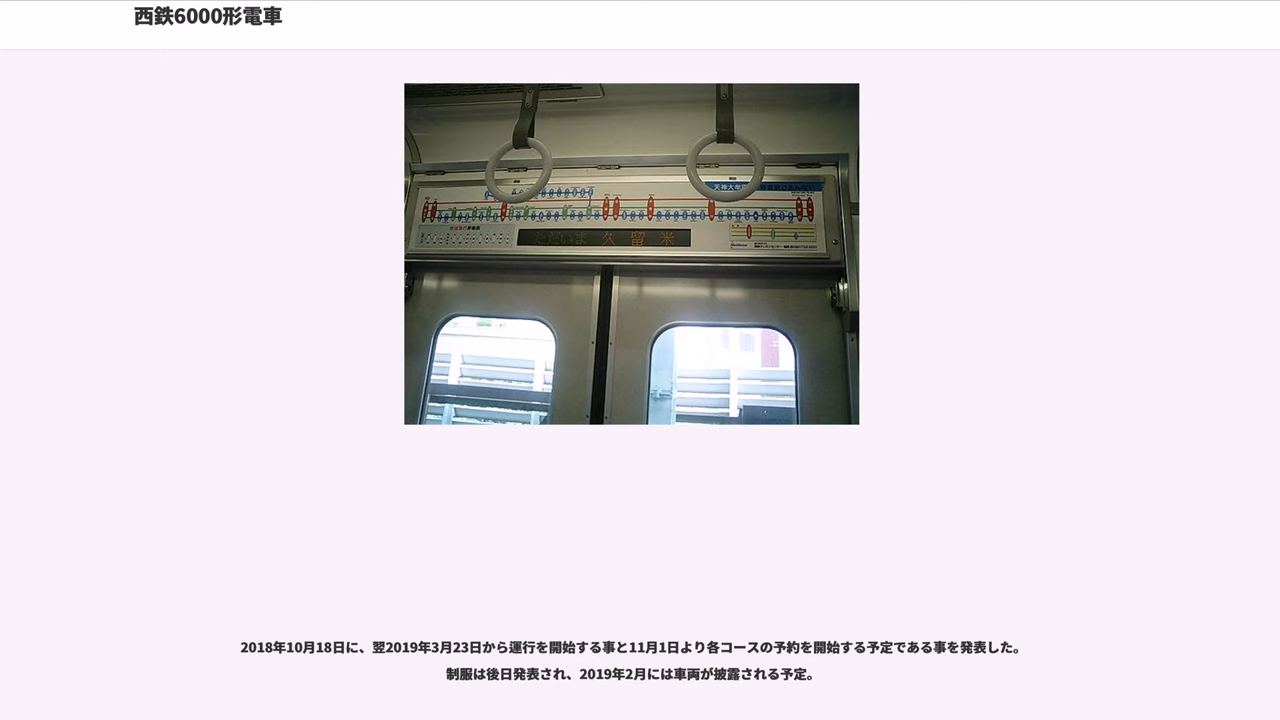 西鉄6000形電車
天神大牟田
ただいま 久 留 米
2018年10月18日に、翌2019年3月23日から運行を開始する事と11月1日より各コースの予約を開始する予定である事を発表した。
制服は後日発表され、2019年2月には車両が披露される予定。